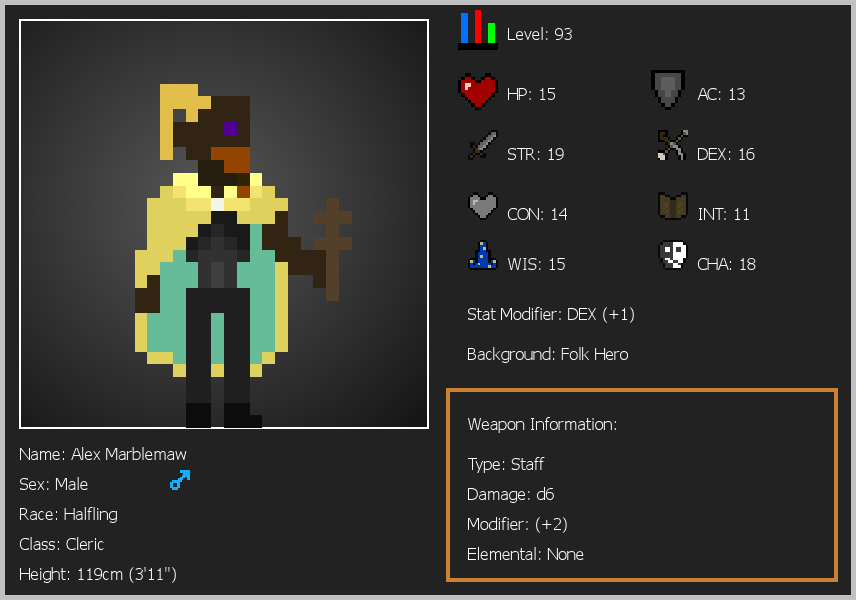 Level: 93
HP: 15
AC: 13
STR: 19
DEX: 16
CON: 14
INT: 11
WIS: 15
CHA: 18
Stat Modifier: DEX (+1)
Background: Folk Hero
Weapon Information:
Type: Staff
Damage: d6
Modifier: (+2)
Elemental: None
Name: Alex Marblemaw
Sex: Male
Race: Halfling
Class: Cleric
Height: 119cm (3'11")